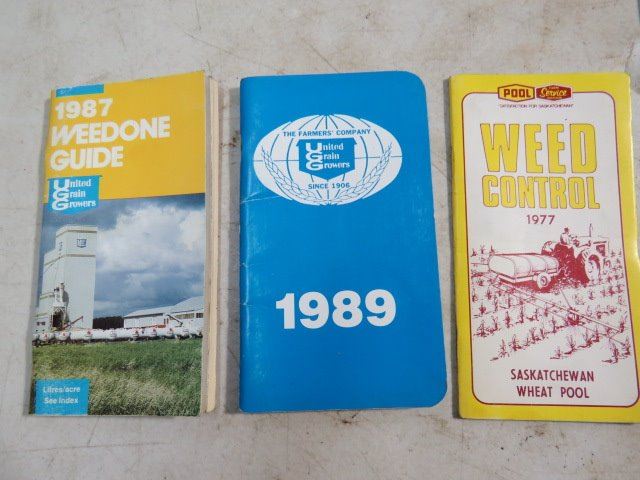 1987
WEEDONE
GUIDE
United
Grain
Growers
Litres/acre
See Index
THE FARMERS' COMPANY
United
Grain
Growers
SINCE 1906
1989
POOL
Farm
Service
"SATISFACTION FOR SASKATCHEWAN"
WEED
CONTROL
1977
SASKATCHEWAN
WHEAT POOL